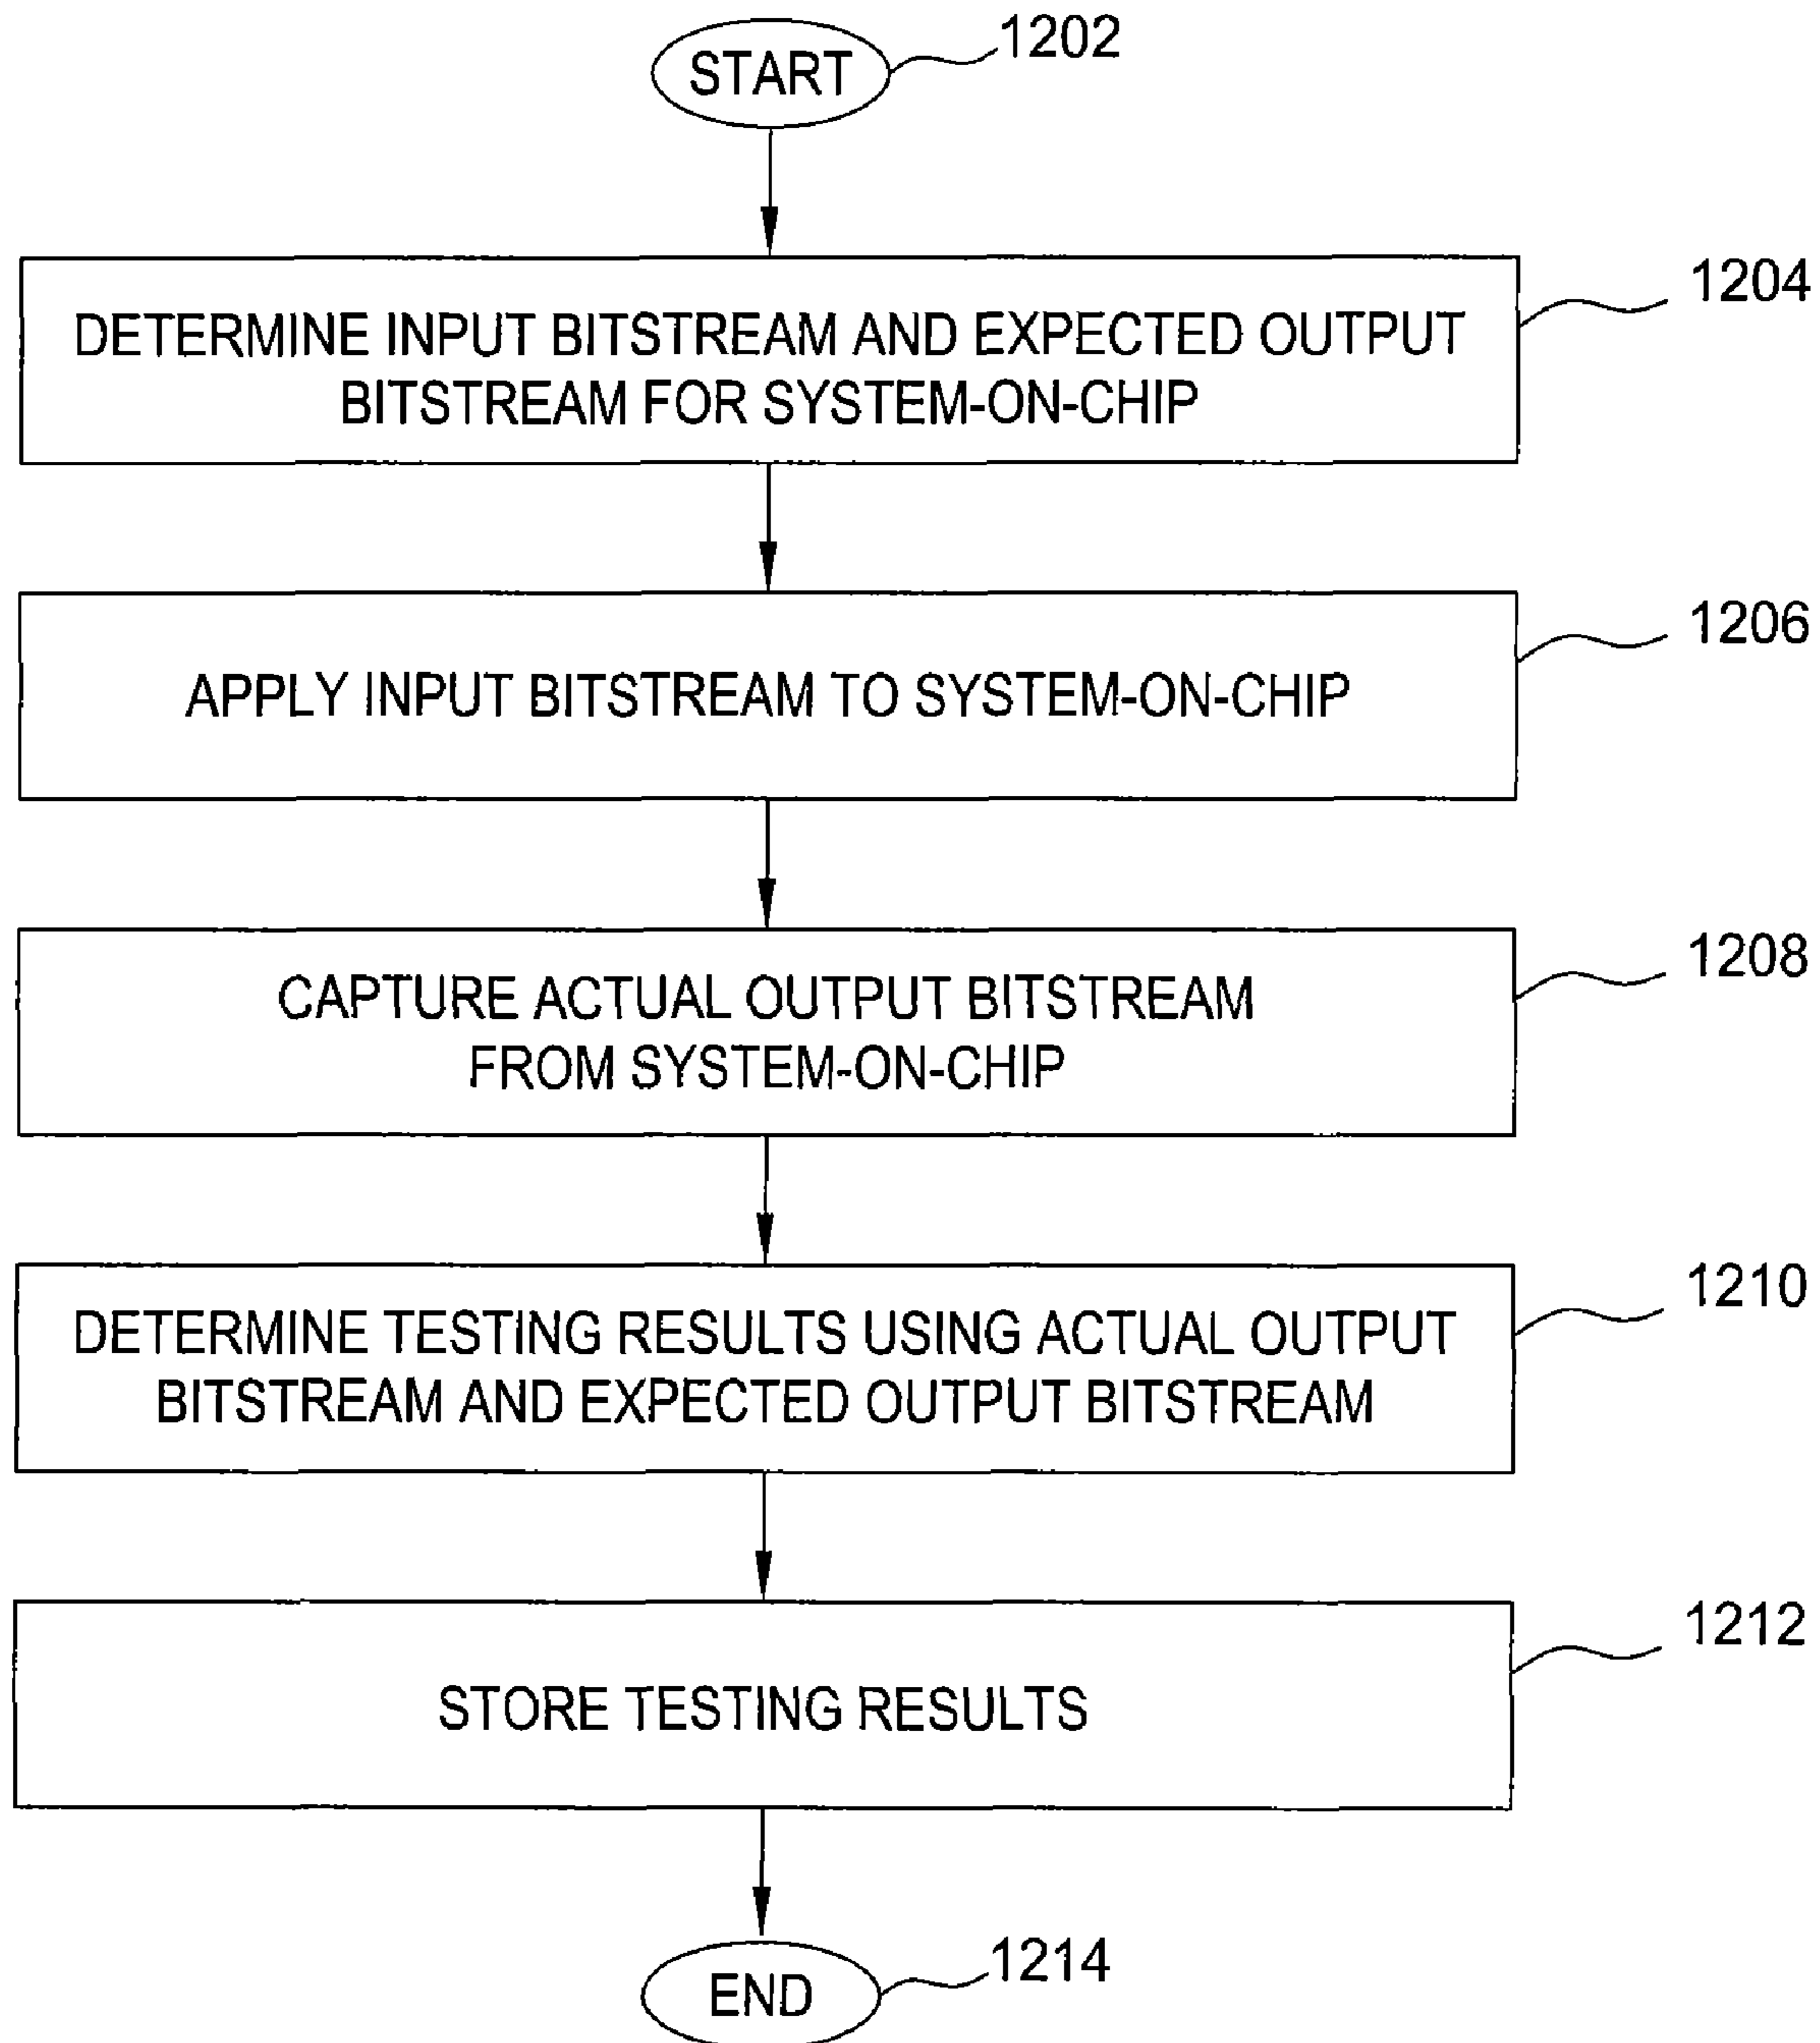 START
1202
1204
DETERMINE INPUT BITSTREAM AND EXPECTED OUTPUT
BITSTREAM FOR SYSTEM-ON-CHIP
1206
APPLY INPUT BITSTREAM TO SYSTEM-ON-CHIP
1208
CAPTURE ACTUAL OUTPUT BITSTREAM
FROM SYSTEM-ON-CHIP
1210
DETERMINE TESTING RESULTS USING ACTUAL OUTPUT
BITSTREAM AND EXPECTED OUTPUT BITSTREAM
1212
STORE TESTING RESULTS
1214
END